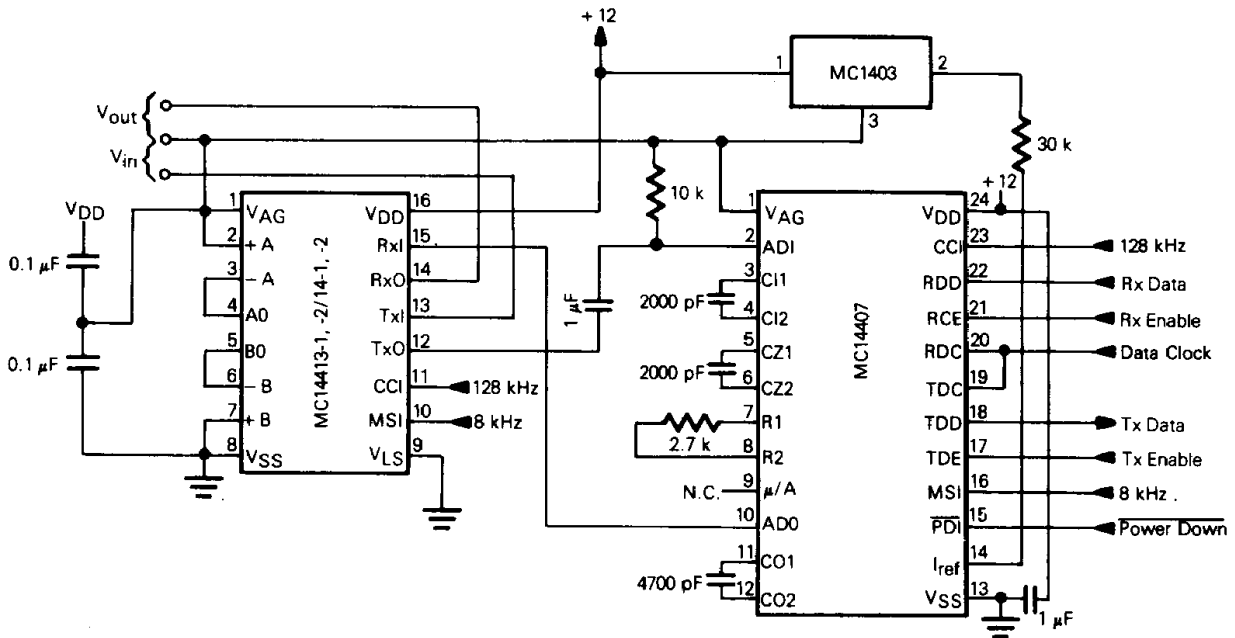 + 12
1
MC1403
2
3
30 k
Vout
Vin
10 k
VDD
0.1 µF
0.1 µF
1 VAG
2 + A
3 − A
4 A0
5 B0
6 − B
7 + B
8 VSS
MC14413-1, -2/14-1, -2
VDD 16
RxI 15
RxO 14
TxI 13
TxO 12
CCI 11
128 kHz
MSI 10
8 kHz
VLS 9
1 µF
2000 pF
2000 pF
2.7 k
N.C.
4700 pF
1 VAG
2 ADI
3 CI1
4 CI2
5 CZ1
6 CZ2
7 R1
8 R2
9 µ/A
10 AD0
11 CO1
12 CO2
MC14407
+ 12
VDD 24
CCI 23
128 kHz
RDD 22
Rx Data
RCE 21
Rx Enable
RDC 20
Data Clock
TDC 19
TDD 18
Tx Data
TDE 17
Tx Enable
MSI 16
8 kHz .
PDI 15
Power Down
Iref 14
VSS 13
1 µF